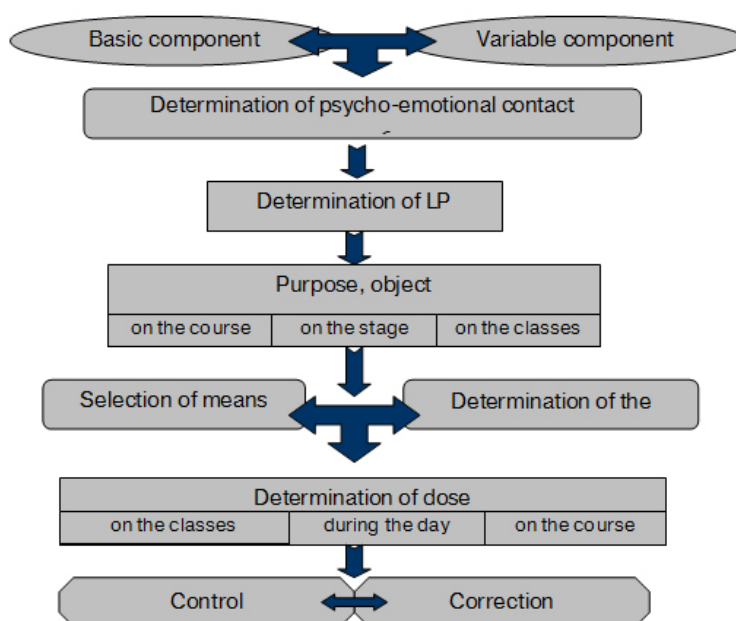 Basic component
Variable component
Determination of psycho-emotional contact
Determination of LP
Purpose, object
on the course
on the stage
on the classes
Selection of means
Determination of the
Determination of dose
on the classes
during the day
on the course
Control
Correction